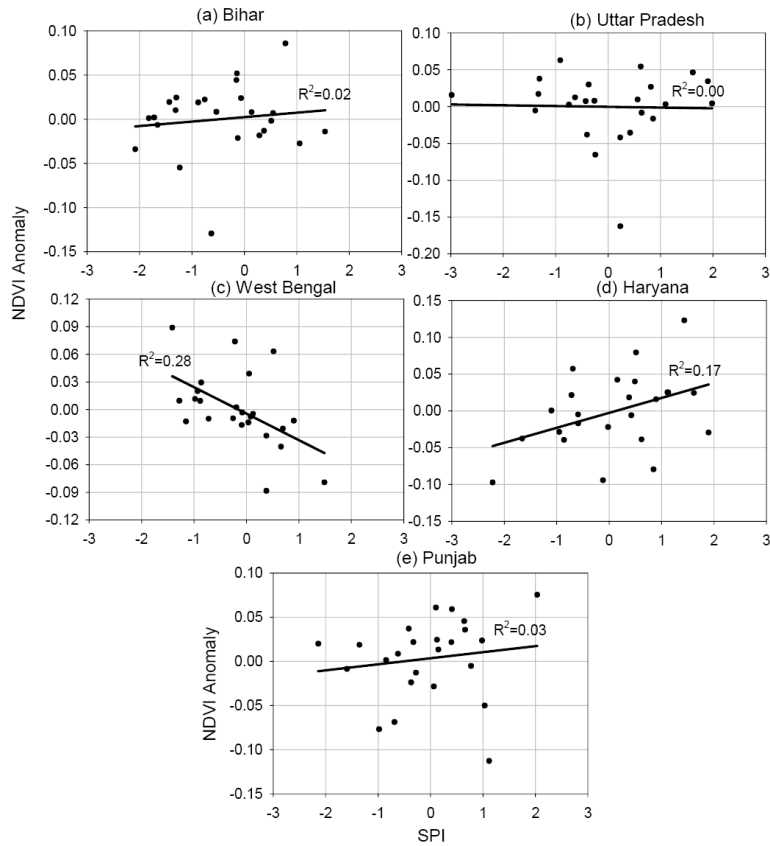 (a) Bihar
0.10
0.05
0.00
-0.05
-0.10
-0.15
R²=0.02
-3 -2 -1 0 1 2 3
(b) Uttar Pradesh
0.10
0.05
0.00
-0.05
-0.10
-0.15
-0.20
R²=0.00
-3 -2 -1 0 1 2 3
NDVI Anomaly
(c) West Bengal
0.12
0.09
0.06
0.03
0.00
-0.03
-0.06
-0.09
-0.12
R²=0.28
-3 -2 -1 0 1 2 3
(d) Haryana
0.15
0.10
0.05
0.00
-0.05
-0.10
-0.15
R²=0.17
-3 -2 -1 0 1 2 3
(e) Punjab
NDVI Anomaly
0.10
0.05
0.00
-0.05
-0.10
-0.15
R²=0.03
-3 -2 -1 0 1 2 3
SPI